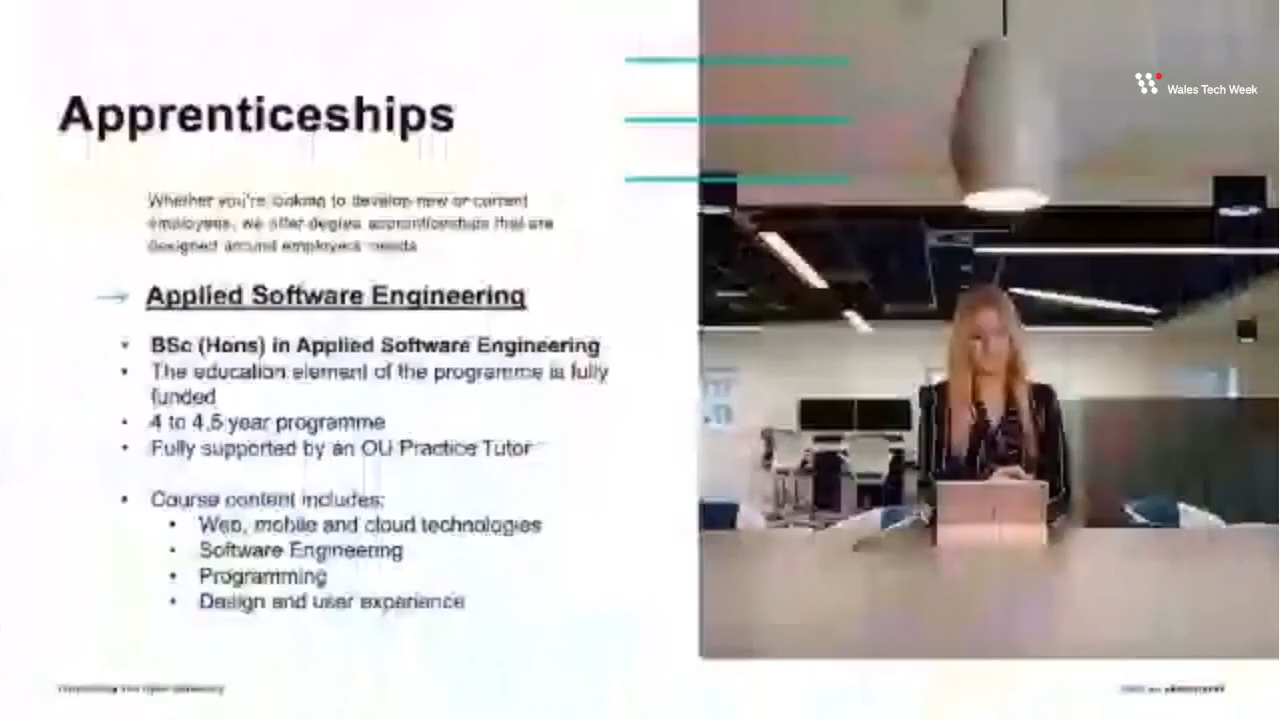 Wales Tech Week
Apprenticeships
Whether you're looking to develop new or current
employees, we offer degree apprenticeships that are
designed around employers' needs
Applied Software Engineering
• BSc (Hons) in Applied Software Engineering
• The education element of the programme is fully
funded
• 4 to 4.5 year programme
• Fully supported by an OU Practice Tutor
• Course content includes:
• Web, mobile and cloud technologies
• Software Engineering
• Programming
• Design and user experience